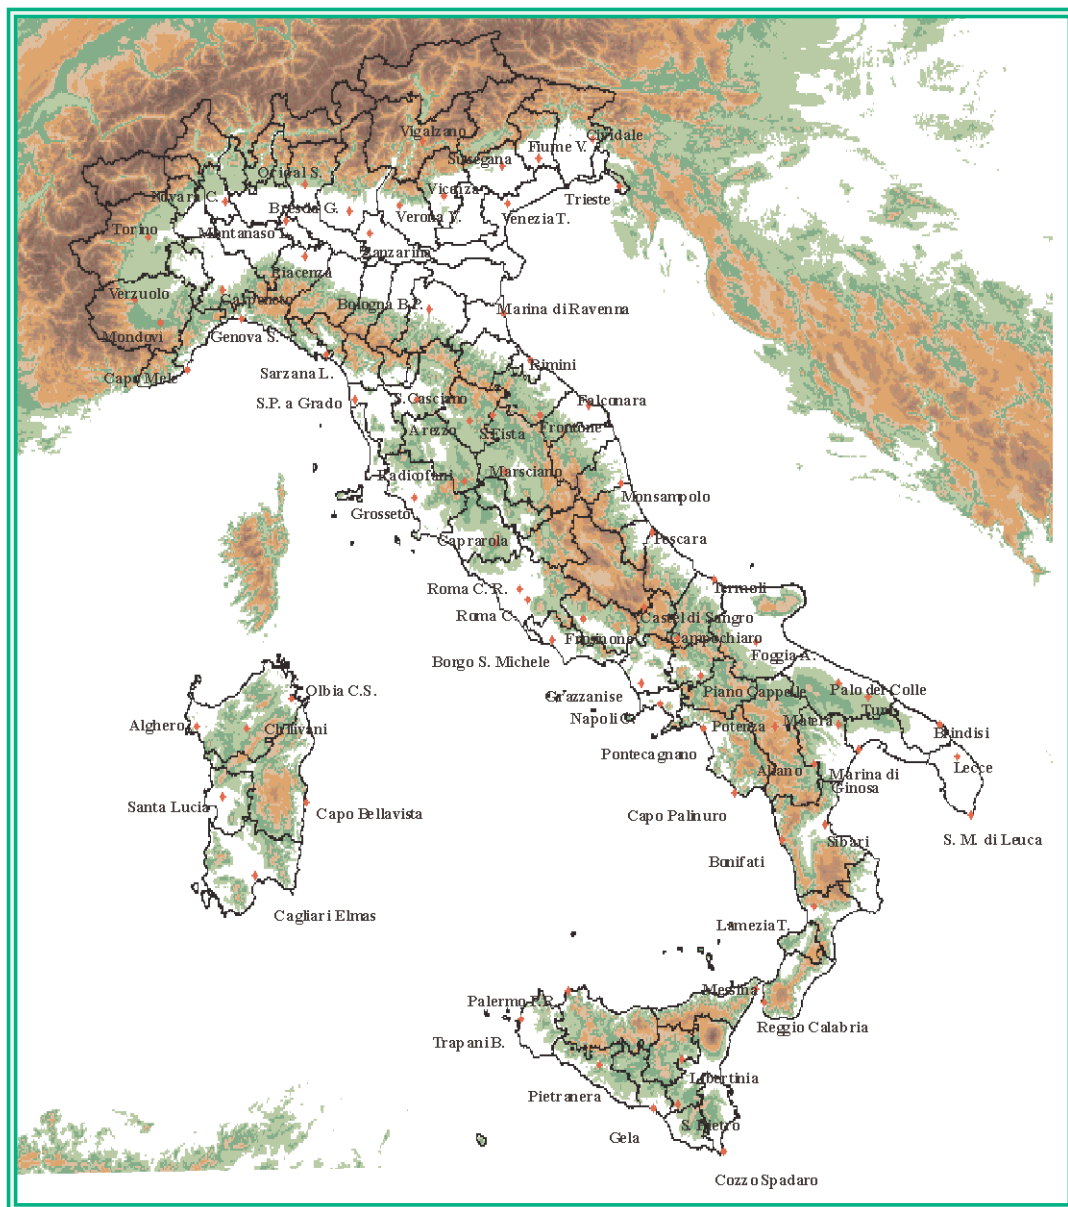 Vigalzano
Cividale
Fiume V.
Susegana
Vicenza
Novara C.
Brescia G.
Verona V.
Venezia T.
Trieste
Torino
Montanaso L.
Zanzarina
Piacenza
Verzuolo
Carpeneto
Bologna B.P.
Marina di Ravenna
Mondovi
Genova S.
Rimini
Capo Mele
Sarzana L.
S.Casciano
S.P. a Grado
Falconara
Arezzo
Frontone
Radicofani
Marsciano
Monsampolo
Grosseto
Caprarola
Pescara
Roma C. R.
Termoli
Roma C.
Castel di Sangro
Frosinone
Campochiaro
Foggia A.
Borgo S. Michele
Olbia C.S.
Grazzanise
Piano Cappelle
Palo del Colle
Napoli C.
Turi
Alghero
Chilivani
Potenza
Matera
Brindisi
Pontecagnano
Aliano
Marina di
Ginosa
Lecce
Santa Lucia
Capo Bellavista
Capo Palinuro
Sibari
S. M. di Leuca
Bonifati
Cagliari Elmas
Lamezia T.
Messina
Palermo P.R.
Reggio Calabria
Trapani B.
Libertinia
Pietranera
S. Pietro
Gela
Cozzo Spadaro